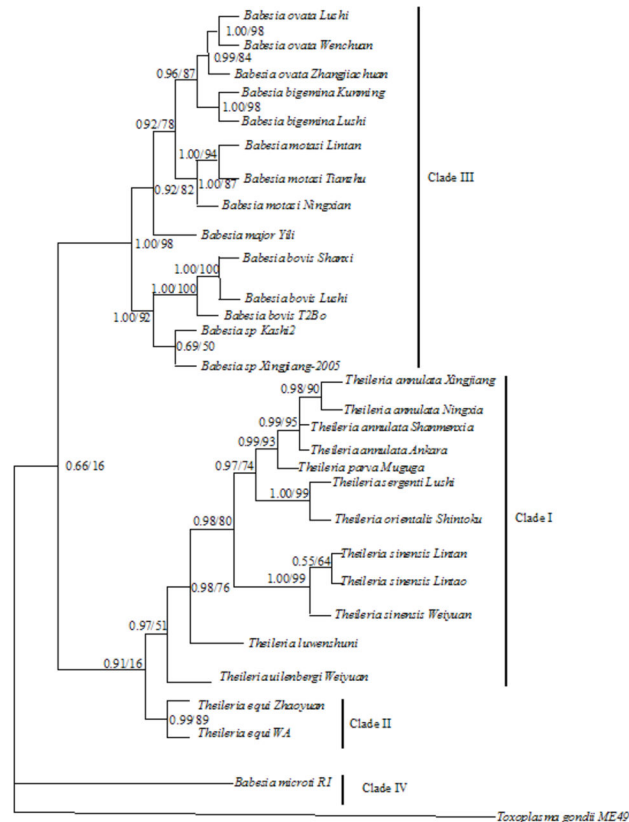 Babesia ovata Lushi
1.00/98
Babesia ovata Wenchuan
0.99/84
Babesia ovata Zhangjiachuan
0.96/87
Babesia bigemina Kunming
1.00/98
Babesia bigemina Lushi
0.92/78
Babesia motasi Lintan
1.00/94
Babesia motasi Tianzhu
1.00/87
0.92/82
Babesia motasi Ningxian
Clade III
Babesia major Yili
1.00/98
Babesia bovis Shanxi
1.00/100
1.00/100
Babesia bovis Lushi
Babesia bovis T2Bo
1.00/92
Babesia sp Kashi2
0.69/50
Babesia sp Xingjiang-2005
Theileria annulata Xingjiang
0.98/90
Theileria annulata Ningxia
0.99/95
Theileria annulata Shanmenxia
0.99/93
Theileria annulata Ankara
0.66/16
0.97/74
Theileria parva Muguga
Theileria sergenti Lushi
1.00/99
Theileria orientalis Shintoku
Clade I
0.98/80
Theileria sinensis Lintan
0.55/64
Theileria sinensis Lintao
1.00/99
0.98/76
Theileria sinensis Weiyuan
0.97/51
Theileria luwenshuni
0.91/16
Theileria uilenbergi Weiyuan
Theileria equi Zhaoyuan
0.99/89
Clade II
Theileria equi WA
Babesia microti RI
Clade IV
Toxoplasma gondii ME49